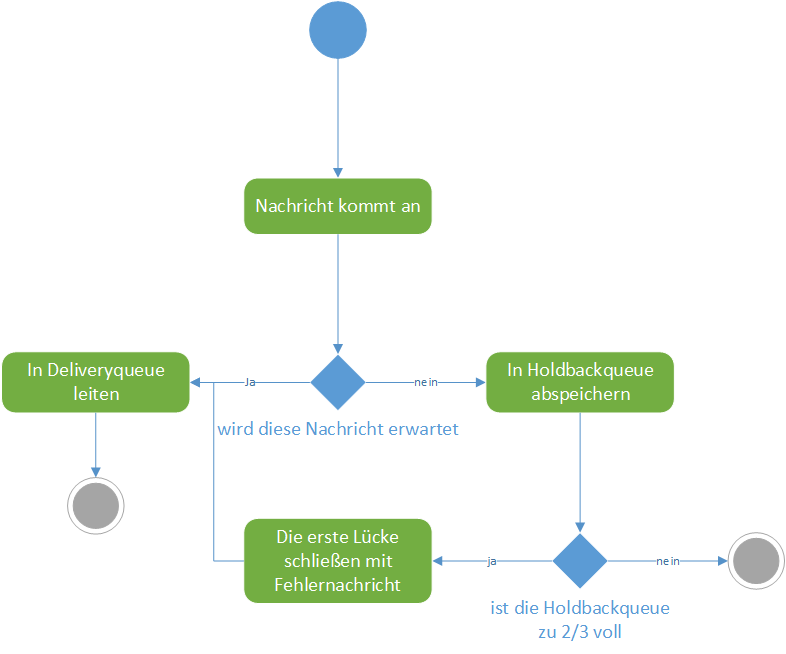 Nachricht kommt an
In Deliveryqueue
leiten
Ja
nein
In Holdbackqueue
abspeichern
wird diese Nachricht erwartet
Die erste Lücke
schließen mit
Fehlernachricht
ja
nein
ist die Holdbackqueue
zu 2/3 voll